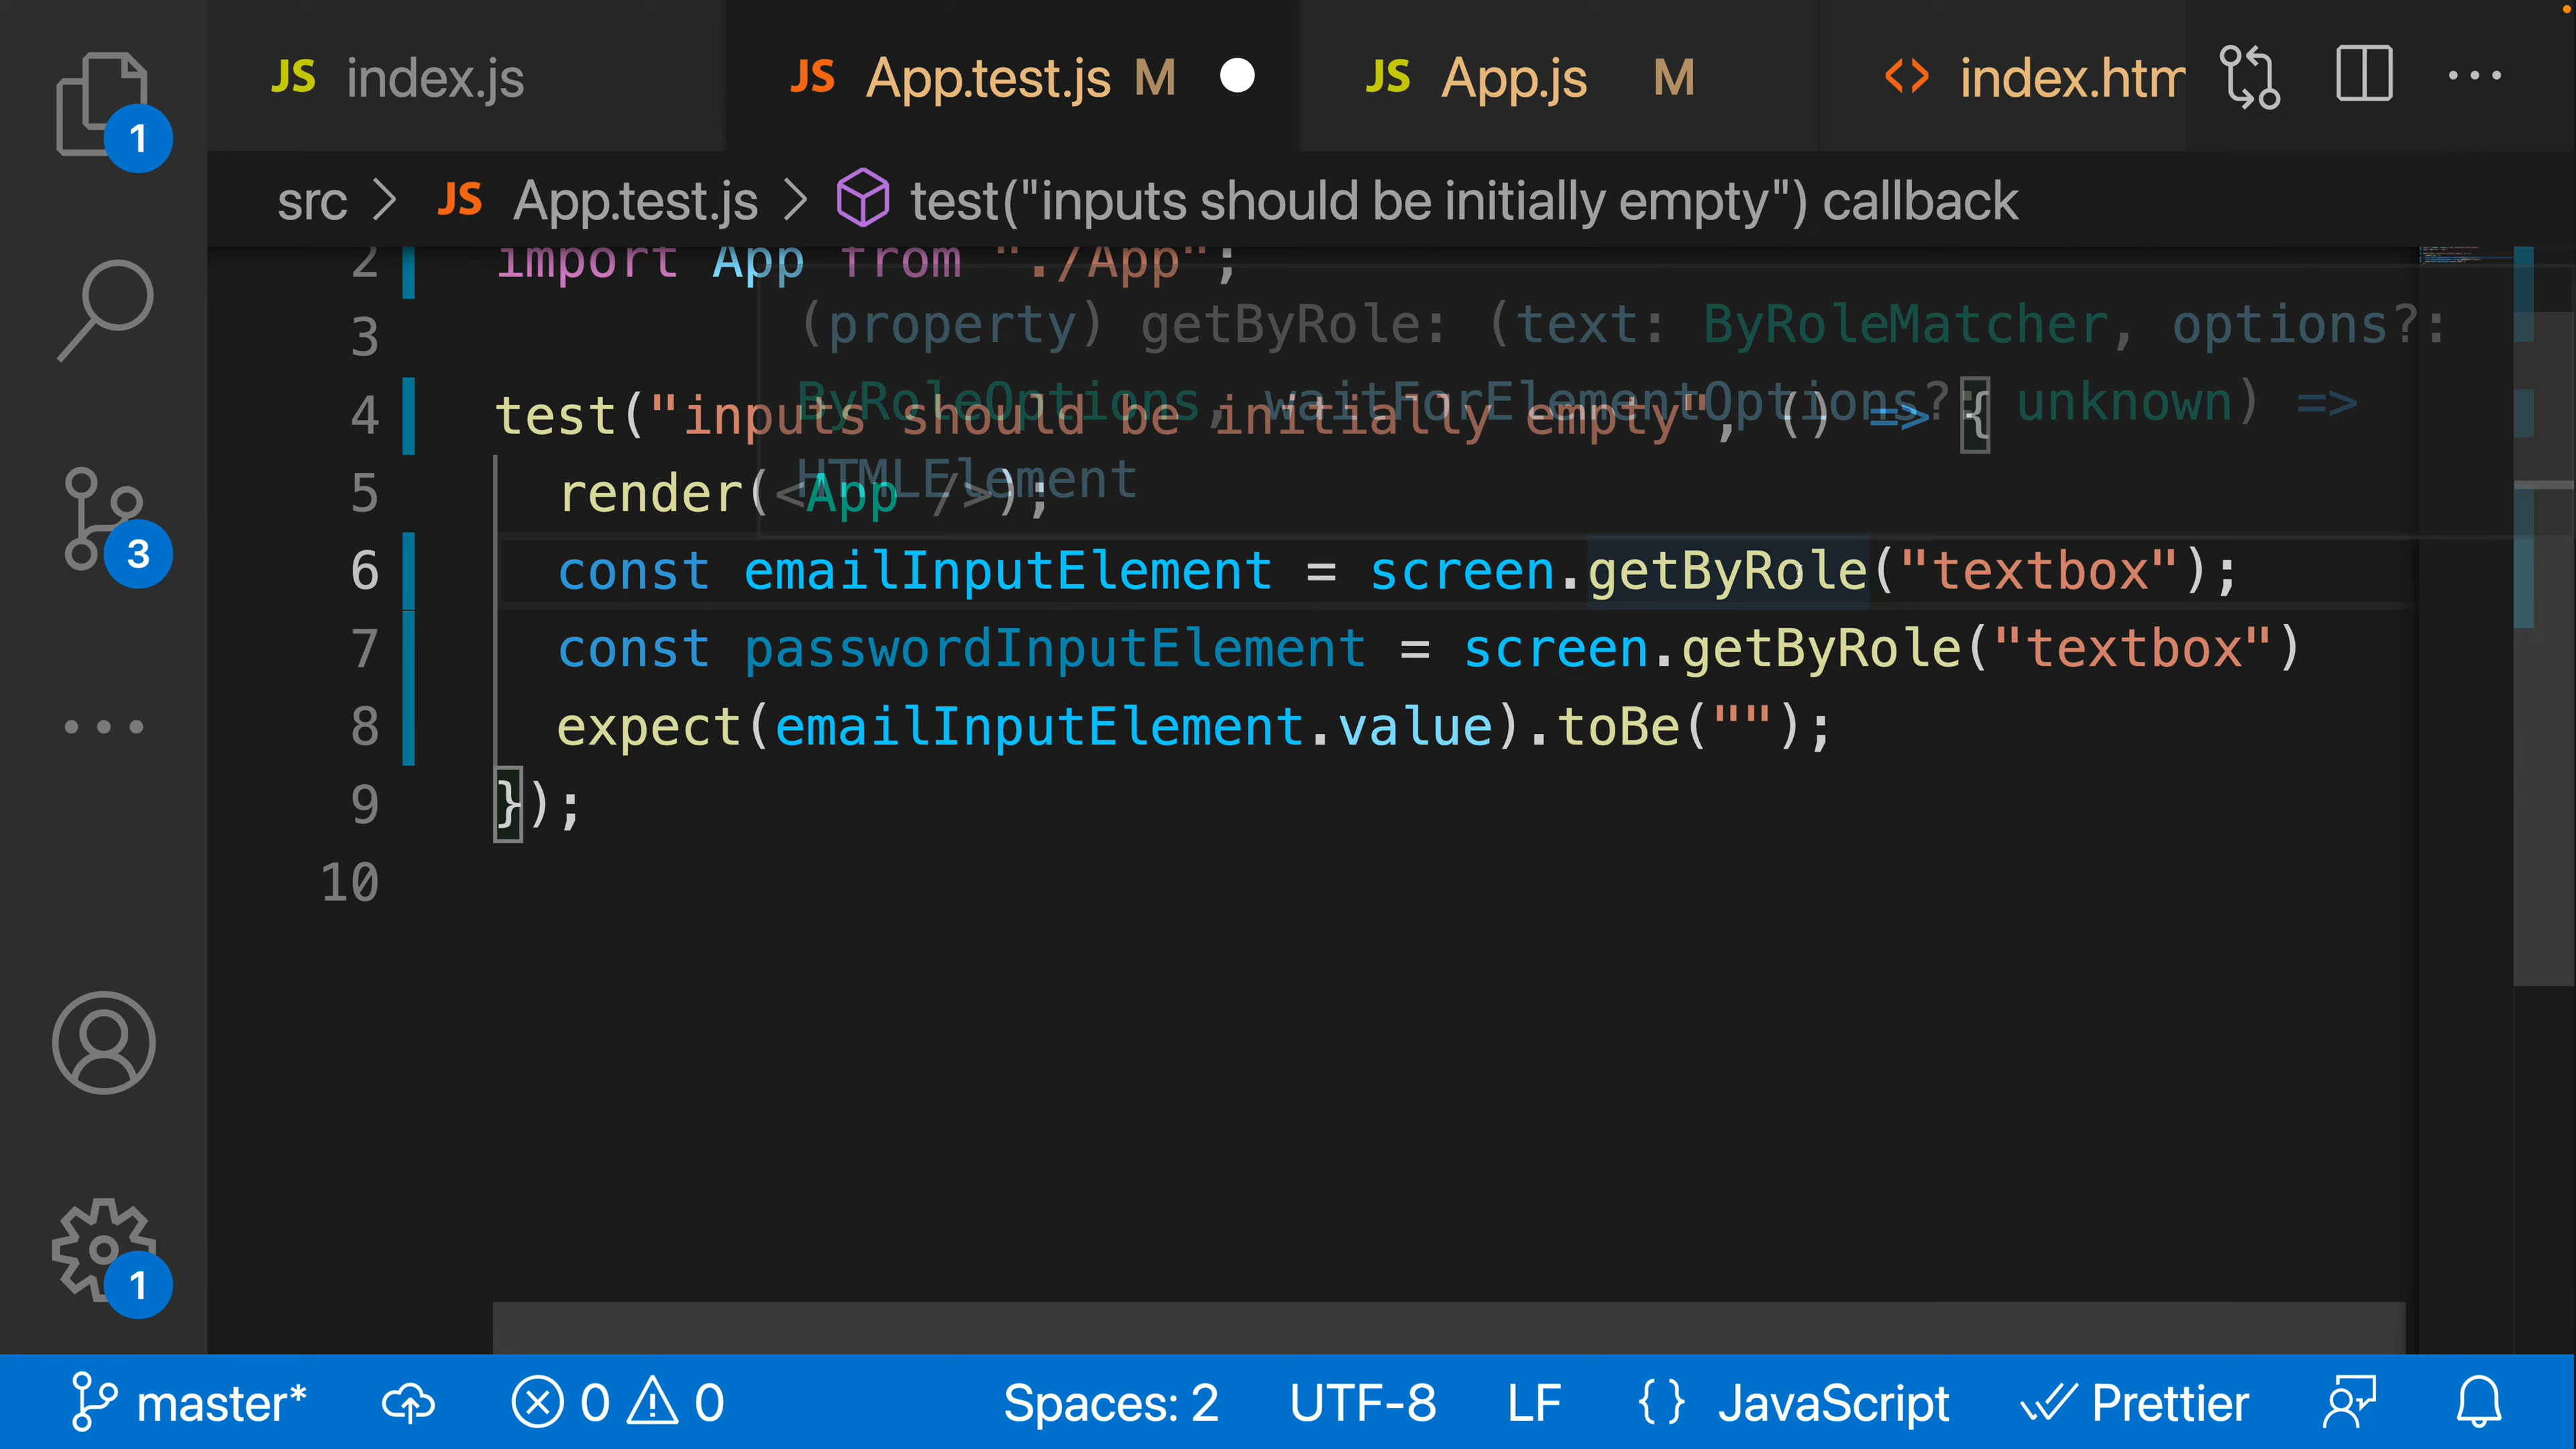 JS index.js JS App.test.js M JS App.js M <> index.htm
1
src > JS App.test.js > test("inputs should be initially empty") callback
2 import App from "./App";
(property) getByRole: (text: ByRoleMatcher, options?:
3
ByRoleOptions, waitForElementOptions?: unknown) =>
4 test("inputs should be initially empty", () => {
HTMLElement
5 render(<App />);
3
6 const emailInputElement = screen.getByRole("textbox");
7 const passwordInputElement = screen.getByRole("textbox")
8 expect(emailInputElement.value).toBe("");
9 });
10
1
master* 0 0 Spaces: 2 UTF-8 LF {} JavaScript Prettier